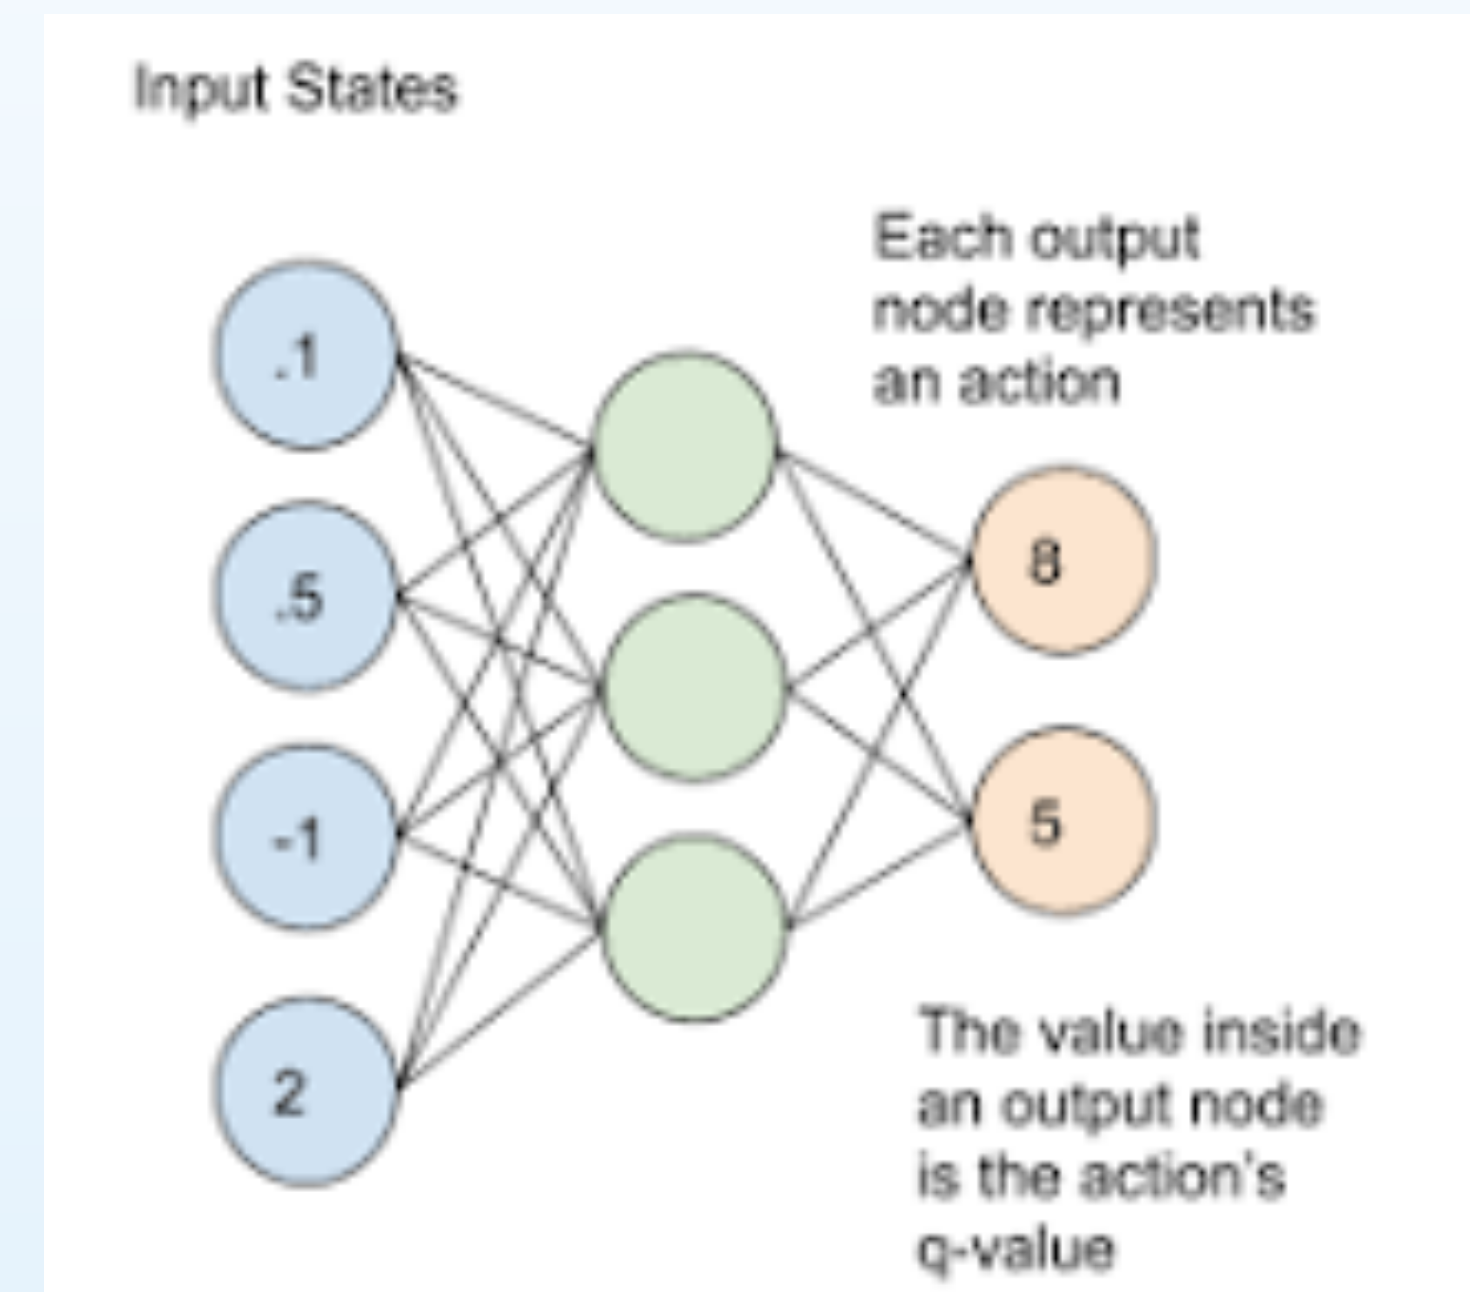 Input States
Each output
node represents
an action
.1
.5
-1
2
8
5
The value inside
an output node
is the action's
q-value